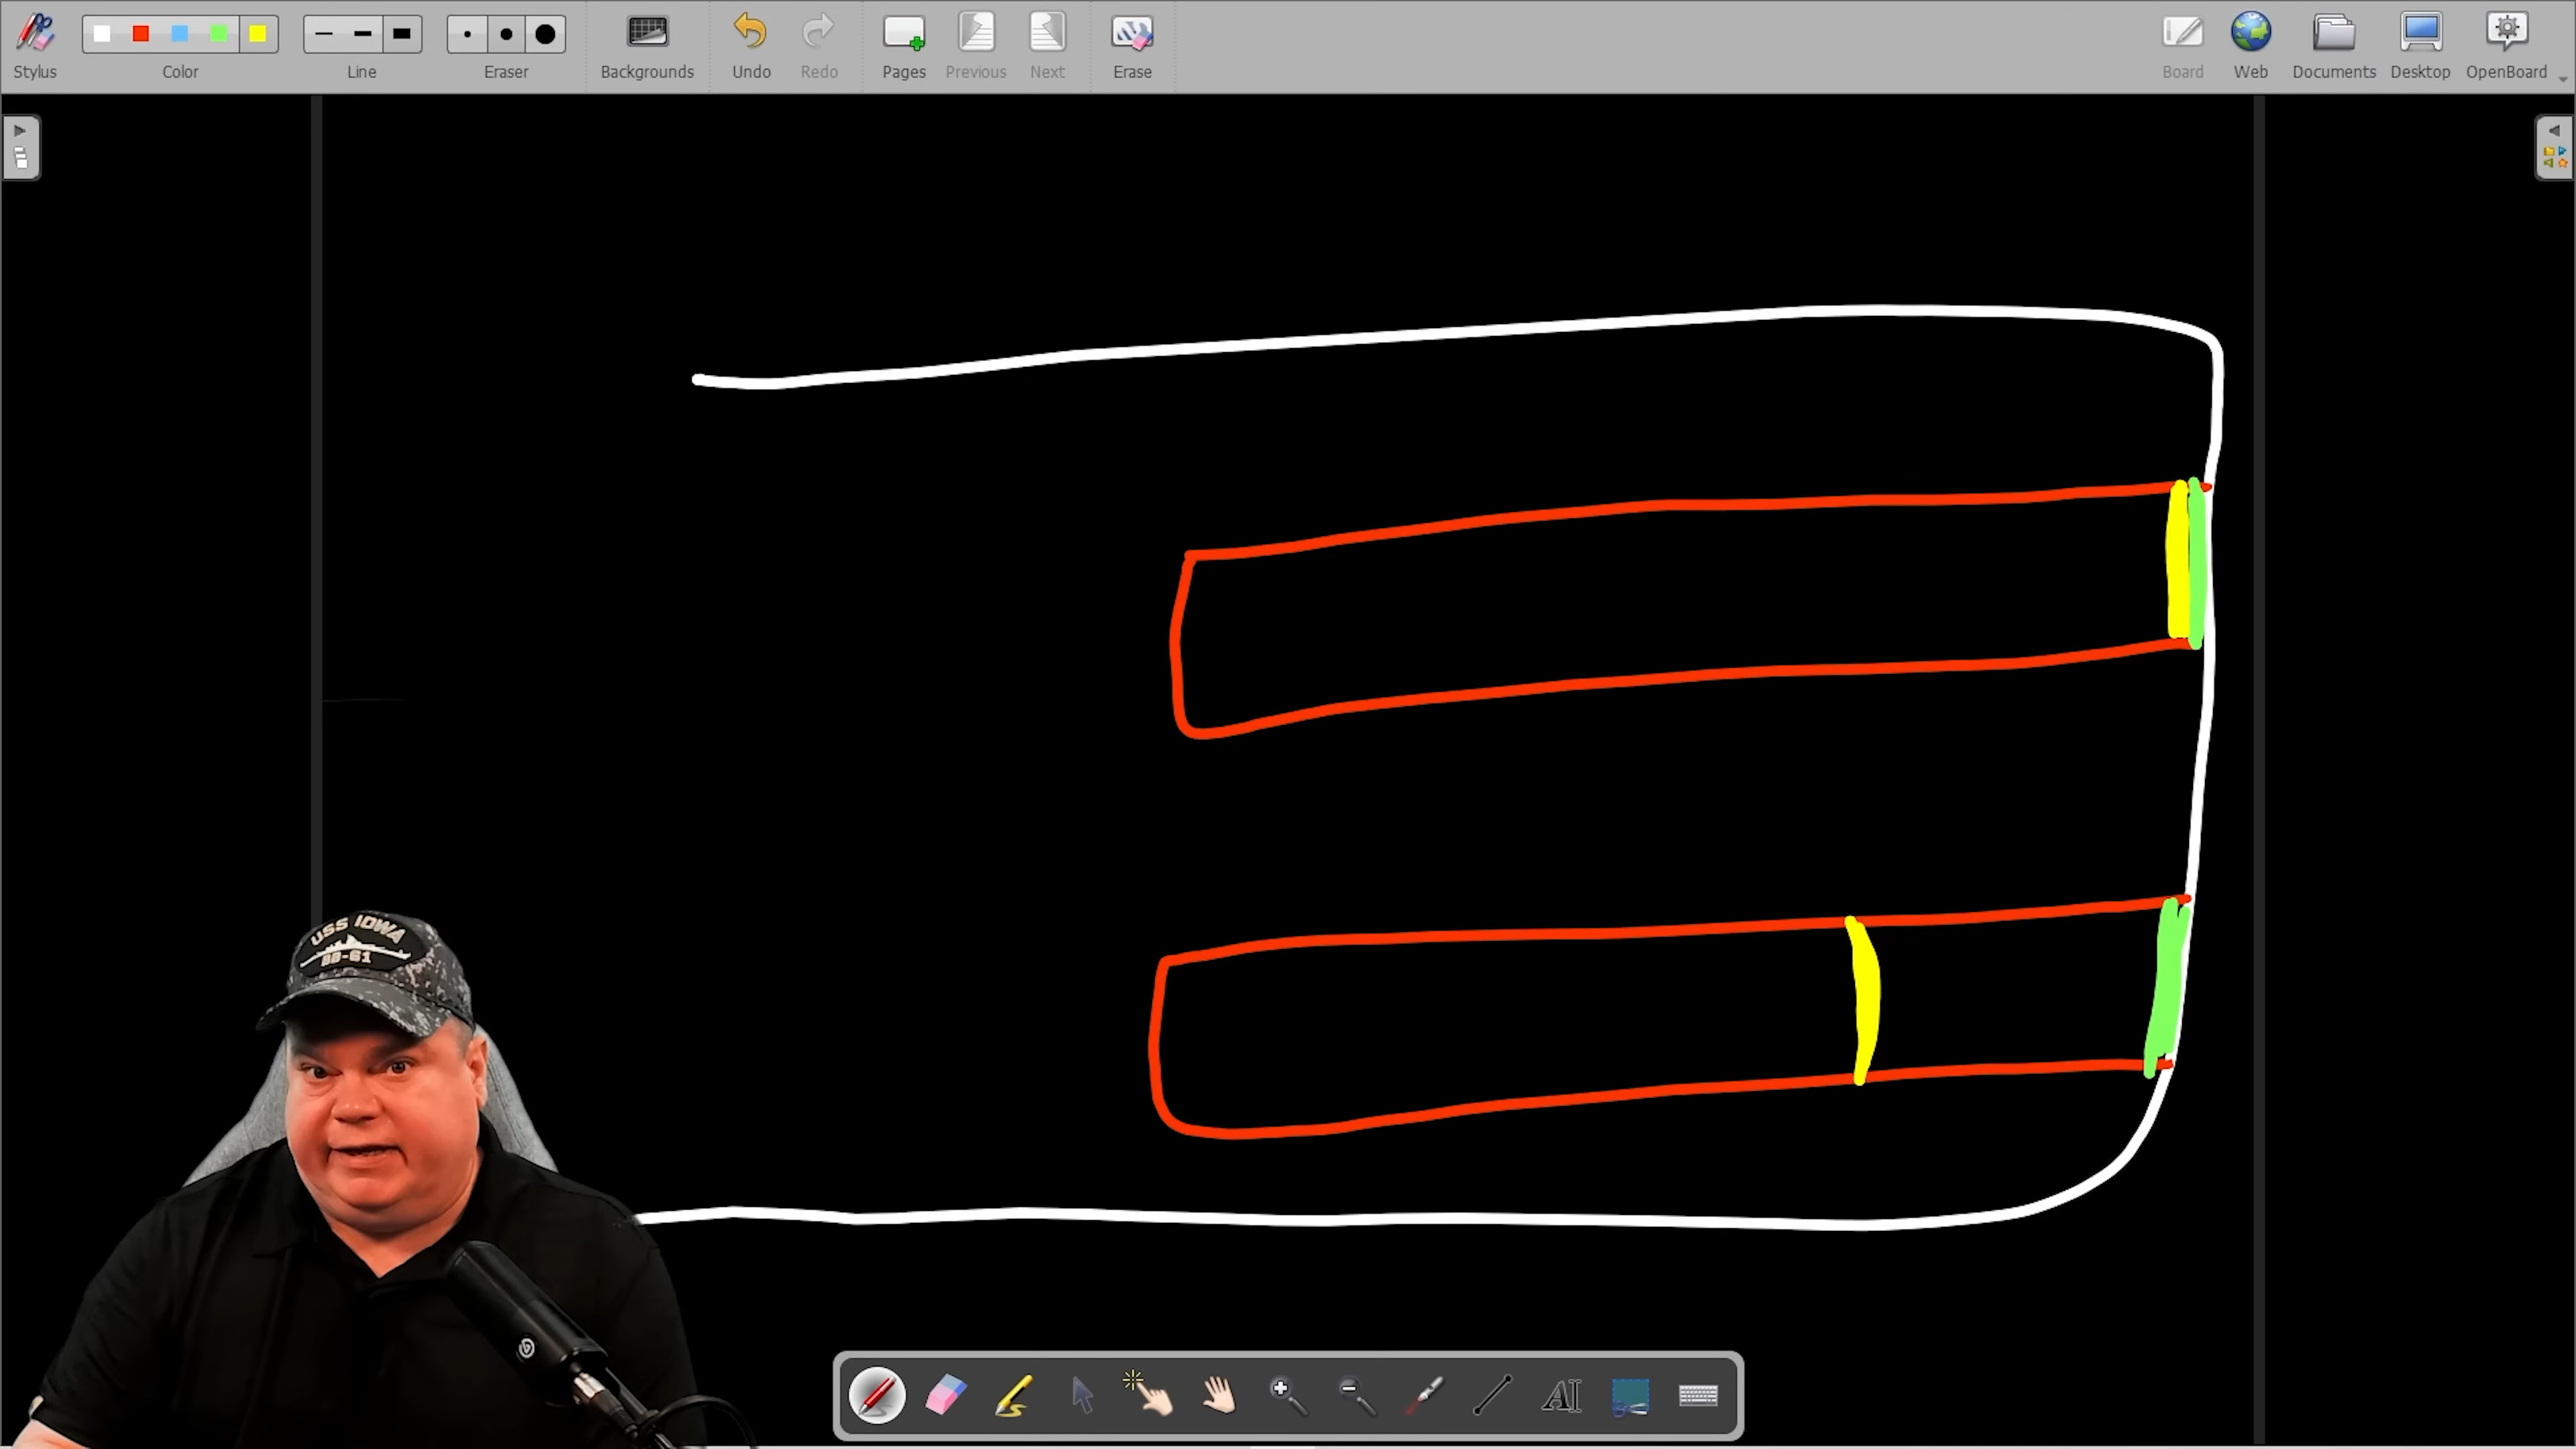 Stylus Color Line Eraser Backgrounds Undo Redo Pages Previous Next Erase Board Web Documents Desktop OpenBoard
USS IOWA
BB-61
AI